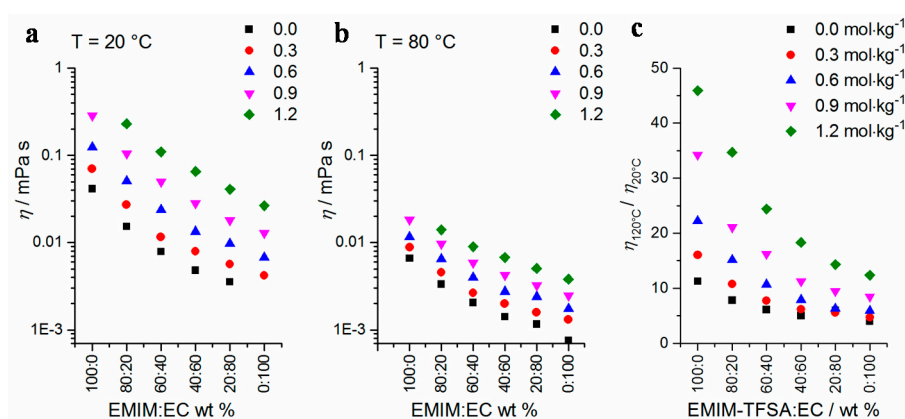 a
T = 20 °C
0.0
0.3
0.6
0.9
1.2
η / mPa s
1
0.1
0.01
1E-3
100:0
80:20
60:40
40:60
20:80
0:100
EMIM:EC wt %
b
T = 80 °C
0.0
0.3
0.6
0.9
1.2
η / mPa s
1
0.1
0.01
1E-3
100:0
80:20
60:40
40:60
20:80
0:100
EMIM:EC wt %
c
0.0 mol·kg⁻¹
0.3 mol·kg⁻¹
0.6 mol·kg⁻¹
0.9 mol·kg⁻¹
1.2 mol·kg⁻¹
η120°C / η20°C
50
40
30
20
10
0
100:0
80:20
60:40
40:60
20:80
0:100
EMIM-TFSA:EC / wt %